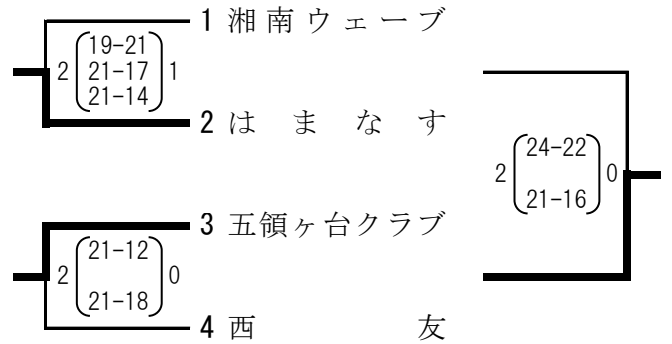 1 湘南ウェーブ
2 ( 19-21 ) 1
21-17
21-14
2 はまなす
2 ( 24-22 ) 0
21-16
3 五領ヶ台クラブ
2 ( 21-12 ) 0
21-18
4 西友